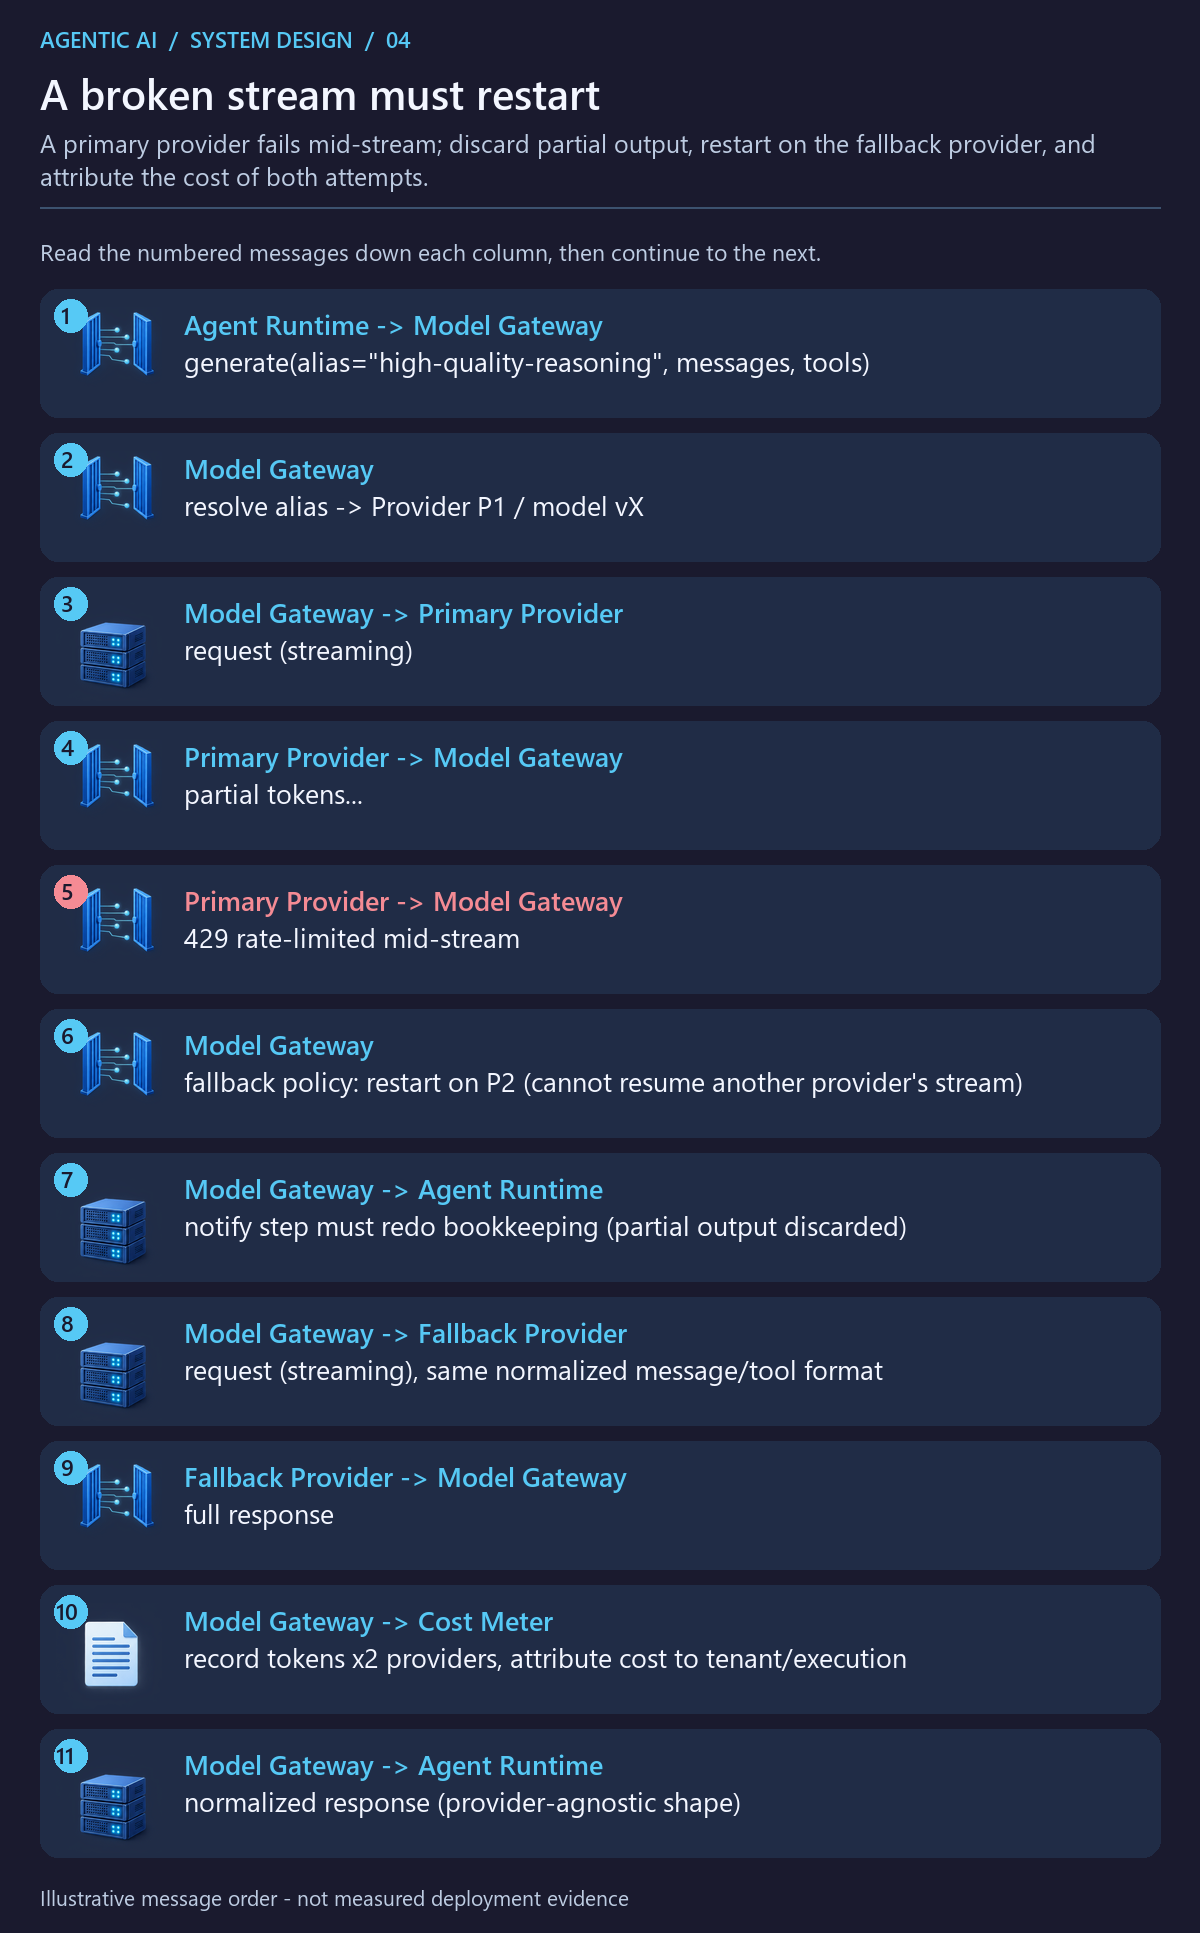 AGENTIC AI / SYSTEM DESIGN / 04
A broken stream must restart
A primary provider fails mid-stream; discard partial output, restart on the fallback provider, and
attribute the cost of both attempts.
Read the numbered messages down each column, then continue to the next.
1
Agent Runtime -> Model Gateway
generate(alias="high-quality-reasoning", messages, tools)
2
Model Gateway
resolve alias -> Provider P1 / model vX
3
Model Gateway -> Primary Provider
request (streaming)
4
Primary Provider -> Model Gateway
partial tokens...
5
Primary Provider -> Model Gateway
429 rate-limited mid-stream
6
Model Gateway
fallback policy: restart on P2 (cannot resume another provider's stream)
7
Model Gateway -> Agent Runtime
notify step must redo bookkeeping (partial output discarded)
8
Model Gateway -> Fallback Provider
request (streaming), same normalized message/tool format
9
Fallback Provider -> Model Gateway
full response
10
Model Gateway -> Cost Meter
record tokens x2 providers, attribute cost to tenant/execution
11
Model Gateway -> Agent Runtime
normalized response (provider-agnostic shape)
Illustrative message order - not measured deployment evidence